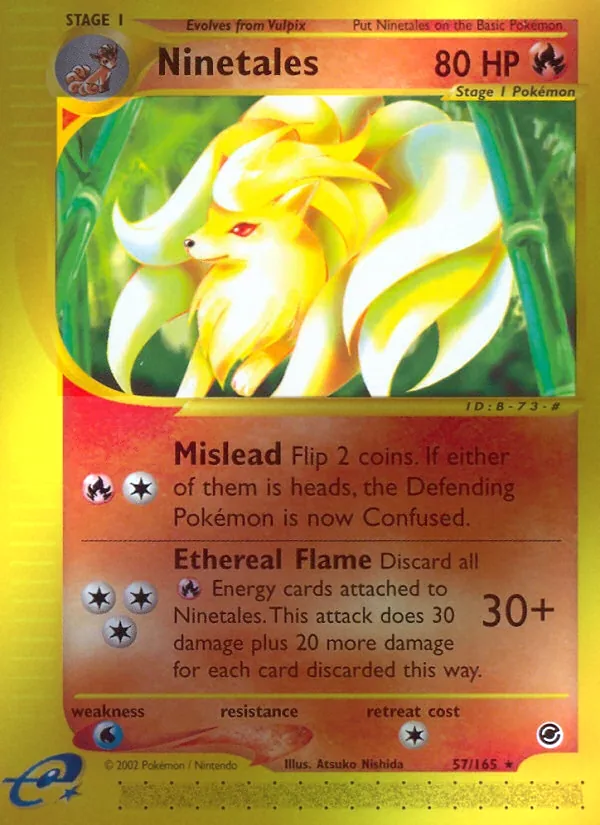 STAGE 1 Evolves from Vulpix Put Ninetales on the Basic Pokémon
Ninetales 80 HP
Stage 1 Pokémon
ID:B-73-#
Mislead Flip 2 coins. If either
of them is heads, the Defending
Pokémon is now Confused.
Ethereal Flame Discard all
Energy cards attached to
Ninetales. This attack does 30
damage plus 20 more damage
for each card discarded this way.
30+
weakness resistance retreat cost
© 2002 Pokémon / Nintendo Illus. Atsuko Nishida 57/165 ★
e